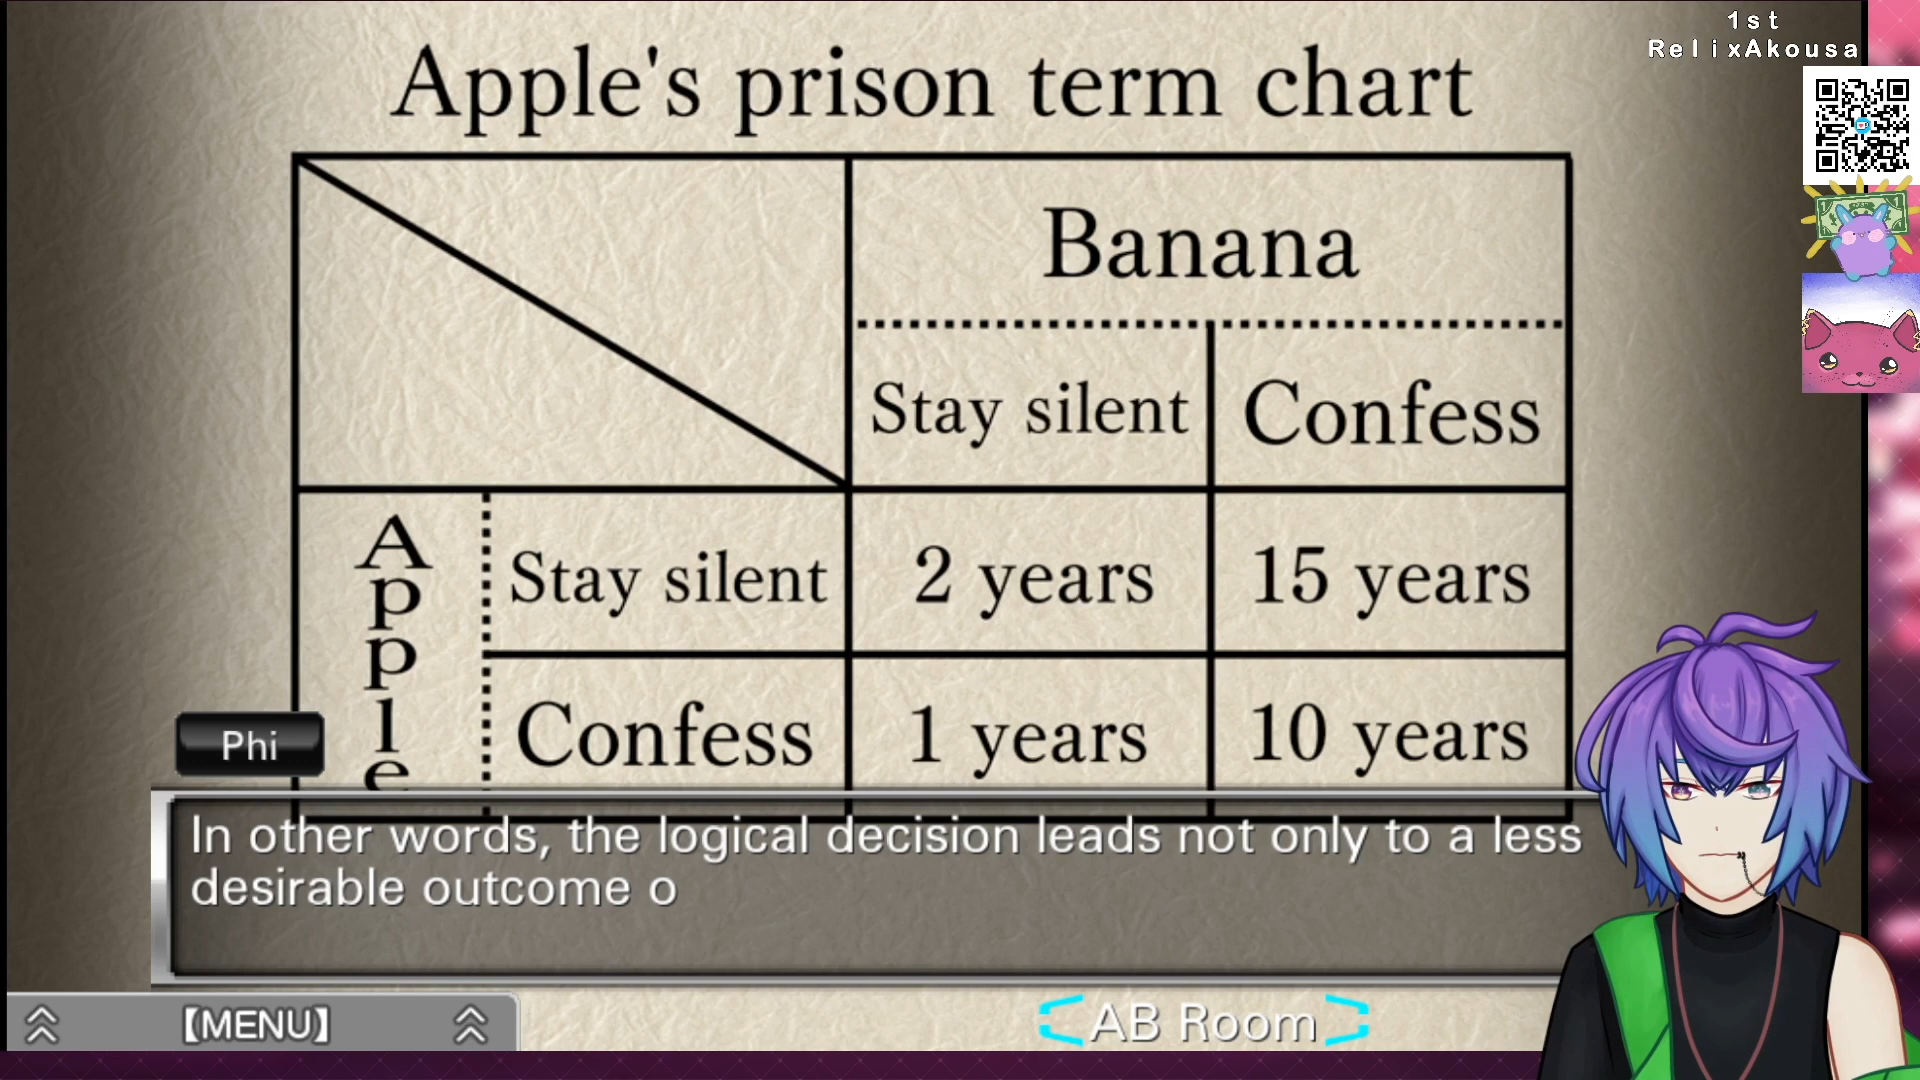 1st
RelixAkousa
Apple's prison term chart
Banana
Stay silent
Confess
Apple
Stay silent
2 years
15 years
Confess
1 years
10 years
Phi
In other words, the logical decision leads not only to a less
desirable outcome o
【MENU】
AB Room